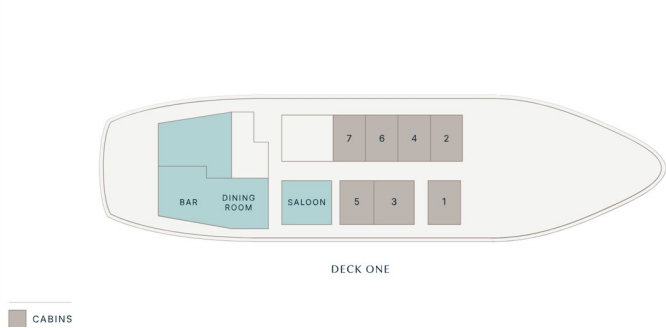 7 6 4 2
BAR
DINING
ROOM
SALOON
5 3 1
DECK ONE
CABINS